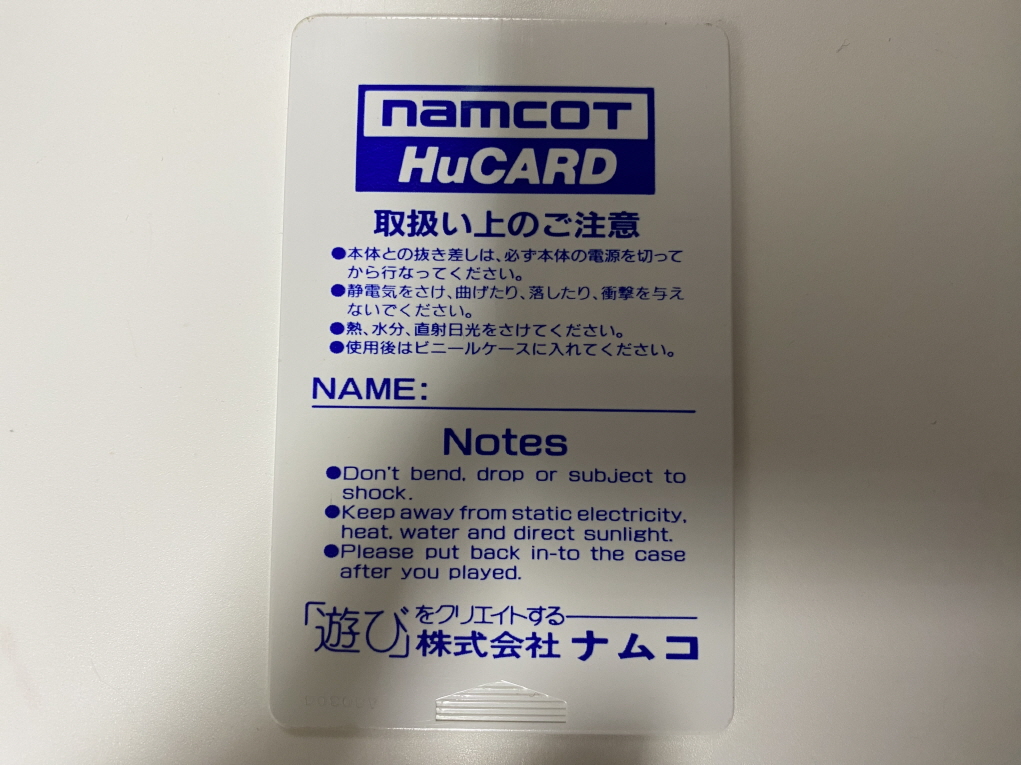 namcoT
HuCARD
取扱い上のご注意
●本体との抜き差しは、必ず本体の電源を切って
から行なってください。
●静電気をさけ、曲げたり、落したり、衝撃を与え
ないでください。
●熱、水分、直射日光をさけてください。
●使用後はビニールケースに入れてください。
NAME:
Notes
●Don't bend, drop or subject to
shock.
●Keep away from static electricity,
heat, water and direct sunlight.
●Please put back in-to the case
after you played.
「遊び」をクリエイトする
株式会社 ナムコ